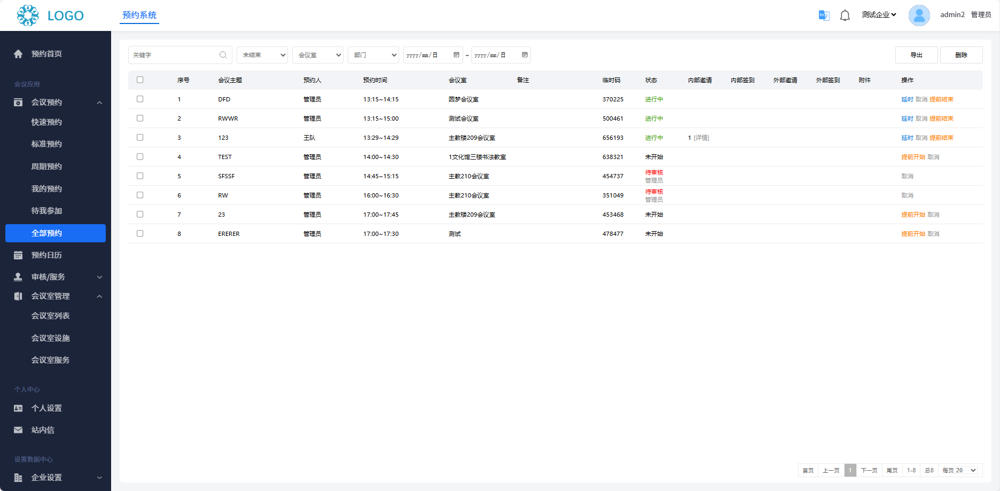 LOGO
预约系统
测试企业
admin2 管理员
预约首页
会议应用
会议预约
快速预约
标准预约
周期预约
我的预约
待我参加
全部预约
预约日历
审核/服务
会议室管理
会议室列表
会议室设施
会议室服务
个人中心
个人设置
站内信
设置数据中心
企业设置
关键字 未结束 会议室 部门 yyyy/mm/日 ~ yyyy/mm/日 导出 删除
序号 会议主题 预约人 预约时间 会议室 备注 临时码 状态 内部邀请 内部签到 外部邀请 外部签到 附件 操作
1 DFD 管理员 13:15~14:15 圆梦会议室 370225 进行中 延时 取消 提前结束
2 RWWR 管理员 13:15~15:00 测试会议室 500461 进行中 延时 取消 提前结束
3 123 王队 13:29~14:29 主教楼209会议室 656193 进行中 1 [详情] 延时 取消 提前结束
4 TEST 管理员 14:00~14:30 1文化馆三楼书法教室 638321 未开始 提前开始 取消
5 SFSSF 管理员 14:45~15:15 主教210会议室 454737 待审核 取消
管理员
6 RW 管理员 16:00~16:30 主教210会议室 351049 待审核 取消
管理员
7 23 管理员 17:00~17:45 主教楼209会议室 453468 未开始 提前开始 取消
8 ERERER 管理员 17:00~17:30 测试 478477 未开始 提前开始 取消
首页 上一页 1 下一页 尾页 1-8 总8 每页 20